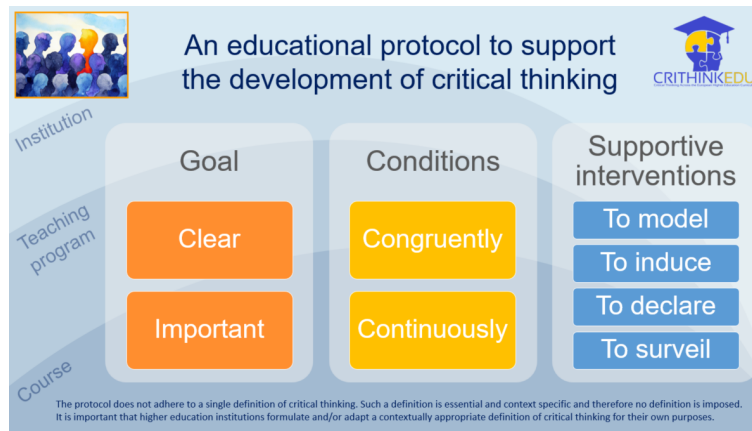 An educational protocol to support
the development of critical thinking
CRITHINKEDU
Institution
Teaching
program
Course
Goal
Clear
Important
Conditions
Congruently
Continuously
Supportive
interventions
To model
To induce
To declare
To surveil
The protocol does not adhere to a single definition of critical thinking. Such a definition is essential and context specific and therefore no definition is imposed.
It is important that higher education institutions formulate and/or adapt a contextually appropriate definition of critical thinking for their own purposes.